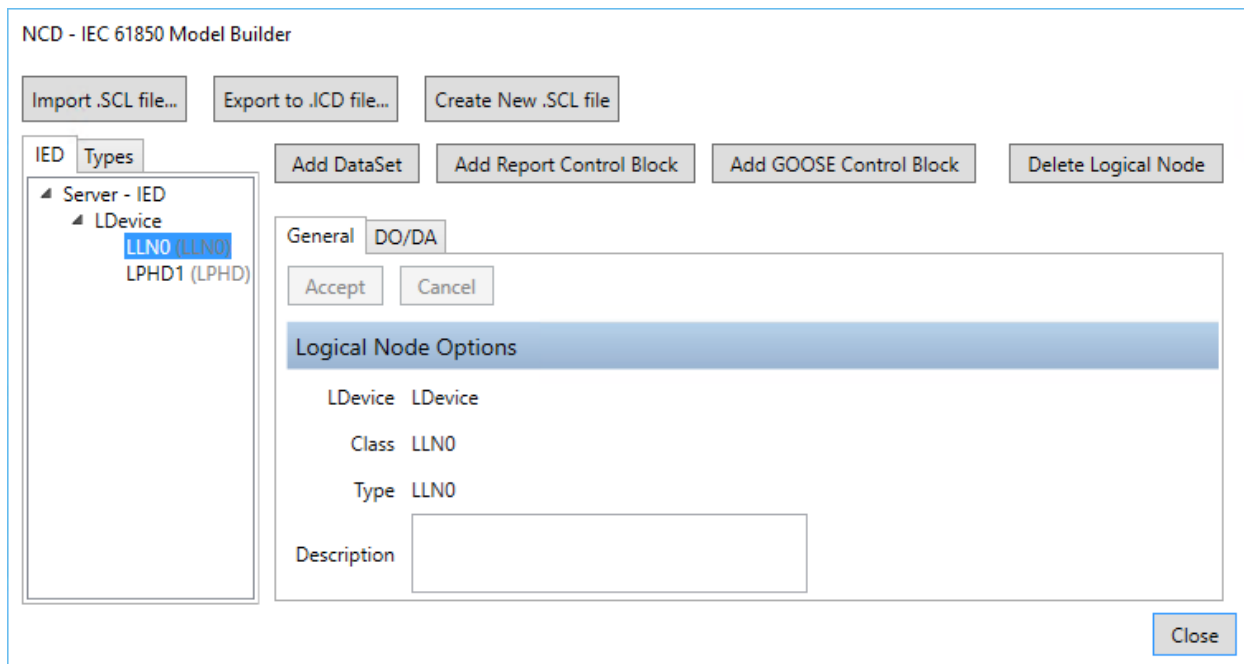 NCD - IEC 61850 Model Builder
Import .SCL file... Export to .ICD file... Create New .SCL file
IED Types
Server - IED
LDevice
LLN0 (LLN0)
LPHD1 (LPHD)
Add DataSet Add Report Control Block Add GOOSE Control Block Delete Logical Node
General DO/DA
Accept Cancel
Logical Node Options
LDevice LDevice
Class LLN0
Type LLN0
Description
Close